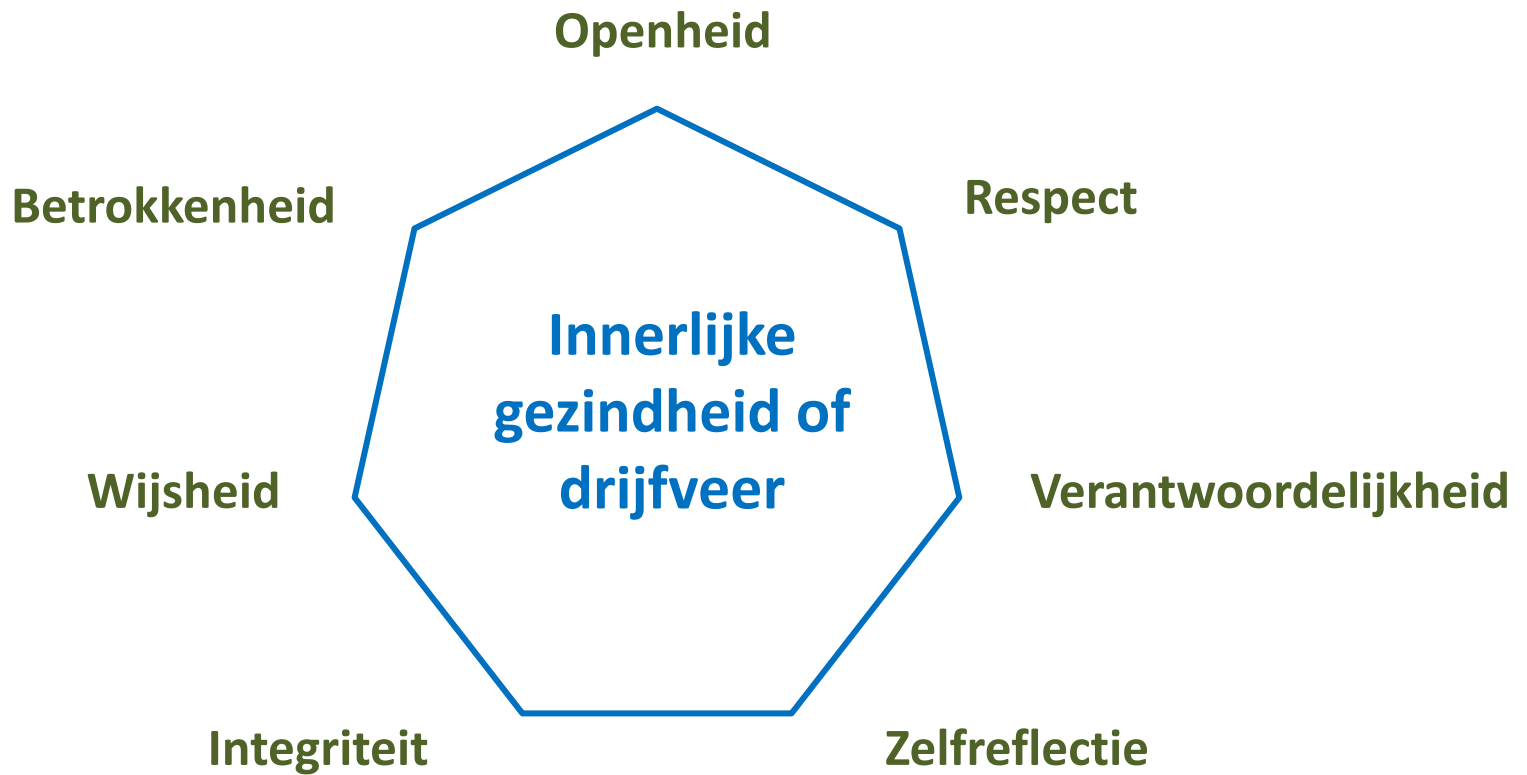 Openheid
Betrokkenheid
Respect
Innerlijke
gezindheid of
drijfveer
Wijsheid
Verantwoordelijkheid
Integriteit
Zelfreflectie